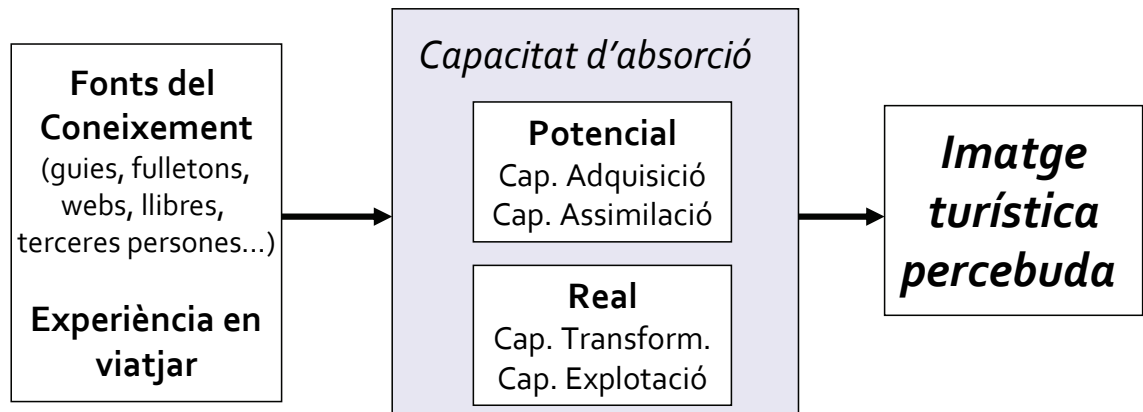 Fonts del
Coneixement
(guies, fulletons,
webs, llibres,
terceres persones...)
Experiència en
viatjar
Capacitat d'absorció
Potencial
Cap. Adquisició
Cap. Assimilació
Real
Cap. Transform.
Cap. Explotació
Imatge
turística
percebuda